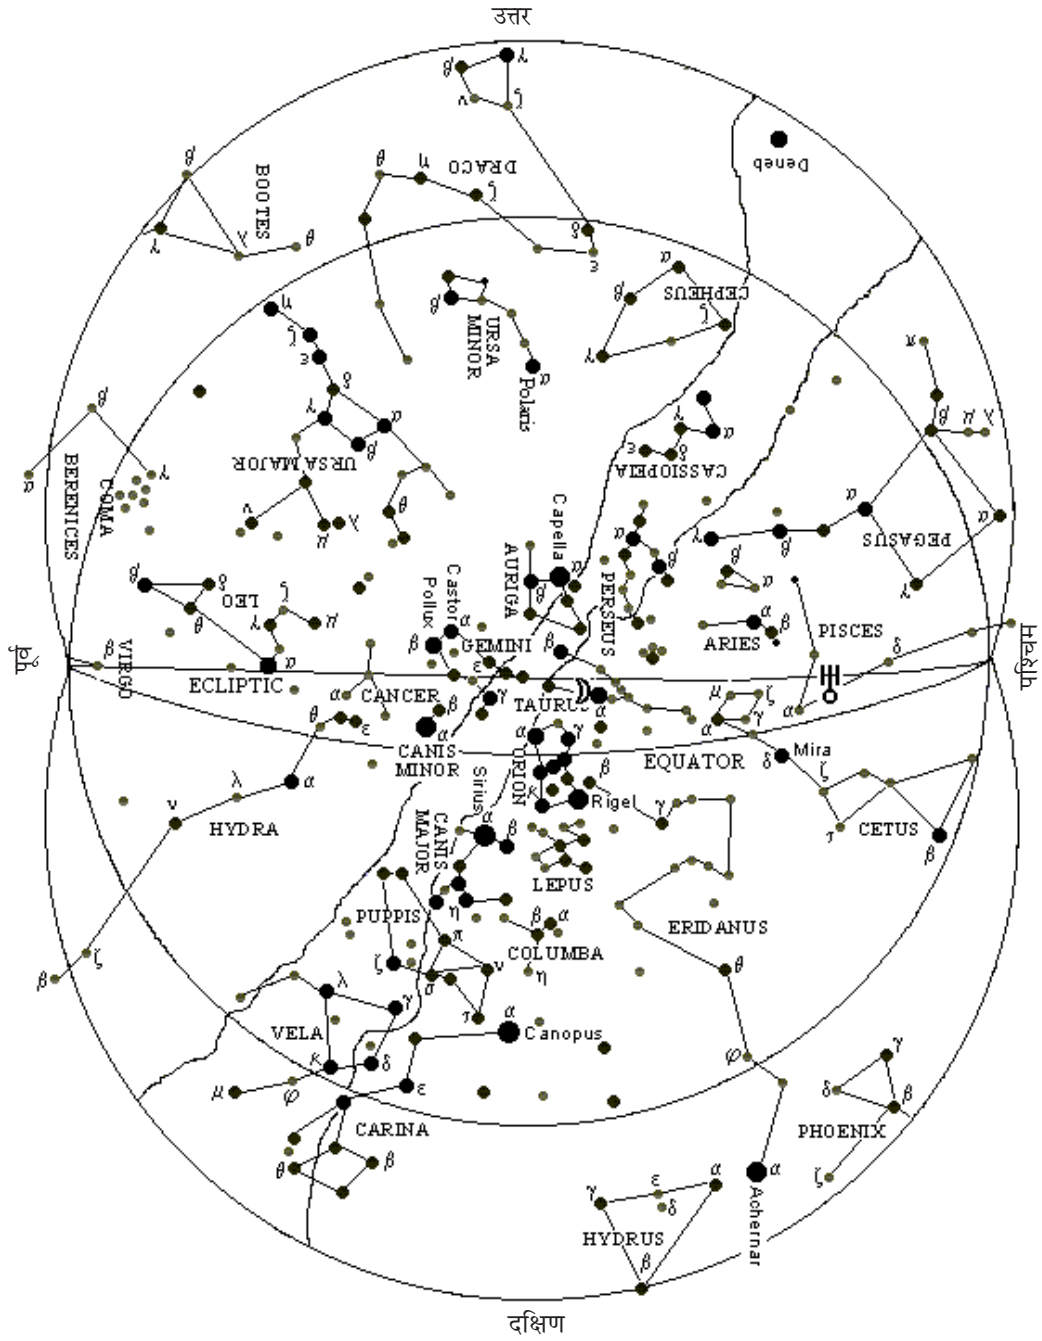 उत्तर
β γ
ν ζ
Deneb
β
BOOTES
γ λ θ
θ η DRACO ζ
δ
ε
α
β CEPHEUS
ζ
γ
β URSA MINOR
α
Polaris
η
ζ
ε
δ
γ α
β
URSA MAJOR
ν μ λ
θ
π
β μ λ
α
PEGASUS
α
γ
γ
α
δ
ε
CASSIOPEIA
β
α γ
COMA
BERENICES
β δ
LEO
θ
ζ
γ μ
α
Capella
α
AURIGA
β
Castor
Pollux
α
β
GEMINI
ε
γ
PERSEUS
α
β
β
γ β
α
β
α
ARIES
PISCES
δ
α
पूर्व
पश्चिम
β
VIRGO
ECLIPTIC
CANCER
α
θ ε
β
α
CANIS
MINOR
TAURUS
α
β
α γ
ORION
κ
β
Rigel
EQUATOR
μ ζ
α γ
δ Mira
ζ
τ
CETUS
β
λ α
ν
HYDRA
β ζ
Sirius
α
β
CANIS
MAJOR
η
LEPUS
γ
ERIDANUS
θ
φ
PUPPIS
π
ζ
σ
ν
τ
β α
COLUMBA
η
α
Canopus
λ
γ
VELA
κ δ
μ φ
ε
CARINA
θ β
γ
δ
β
PHOENIX
ζ
α
Achernar
γ ε α
δ
HYDRUS
β
दक्षिण